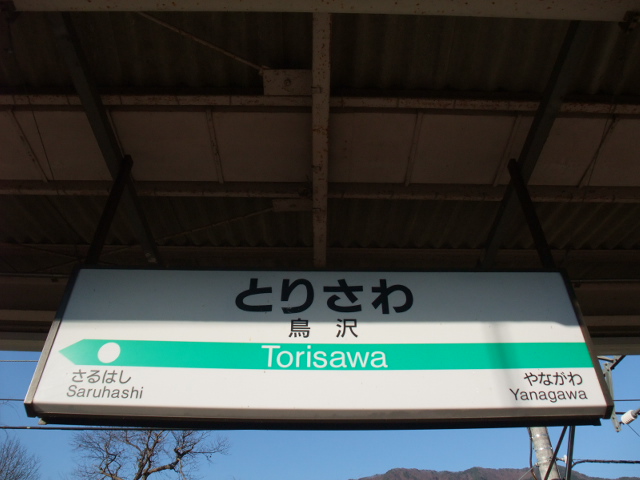 とりさわ
鳥沢
Torisawa
さるはし
Saruhashi
やながわ
Yanagawa